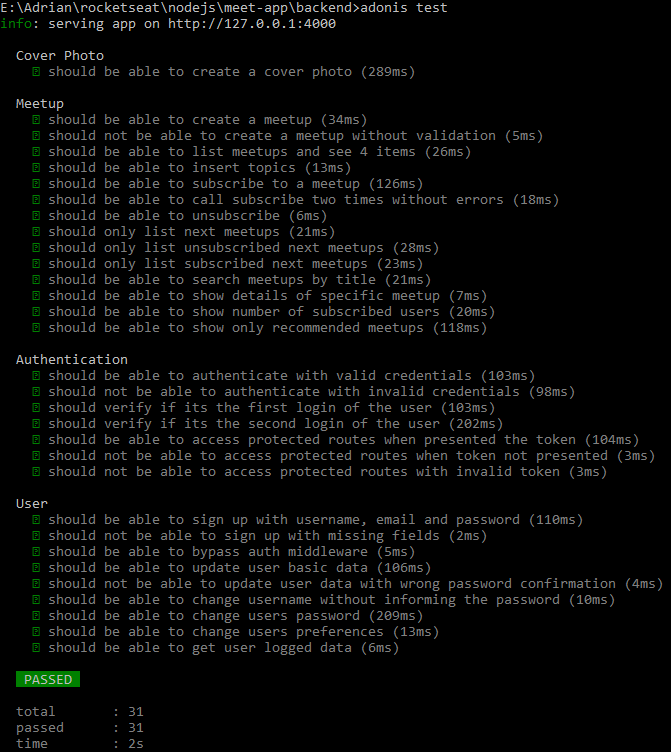 E:\Adrian\rocketseat\nodejs\meet-app\backend>adonis test
info: serving app on http://127.0.0.1:4000
Cover Photo
should be able to create a cover photo (289ms)
Meetup
should be able to create a meetup (34ms)
should not be able to create a meetup without validation (5ms)
should be able to list meetups and see 4 items (26ms)
should be able to insert topics (13ms)
should be able to subscribe to a meetup (126ms)
should be able to call subscribe two times without errors (18ms)
should be able to unsubscribe (6ms)
should only list next meetups (21ms)
should only list unsubscribed next meetups (28ms)
should only list subscribed next meetups (23ms)
should be able to search meetups by title (21ms)
should be able to show details of specific meetup (7ms)
should be able to show number of subscribed users (20ms)
should be able to show only recommended meetups (118ms)
Authentication
should be able to authenticate with valid credentials (103ms)
should not be able to authenticate with invalid credentials (98ms)
should verify if its the first login of the user (103ms)
should verify if its the second login of the user (202ms)
should be able to access protected routes when presented the token (104ms)
should not be able to access protected routes when token not presented (3ms)
should not be able to access protected routes with invalid token (3ms)
User
should be able to sign up with username, email and password (110ms)
should not be able to sign up with missing fields (2ms)
should be able to bypass auth middleware (5ms)
should be able to update user basic data (106ms)
should not be able to update user data with wrong password confirmation (4ms)
should be able to change username without informing the password (10ms)
should be able to change users password (209ms)
should be able to change users preferences (13ms)
should be able to get user logged data (6ms)
PASSED
total : 31
passed : 31
time : 2s